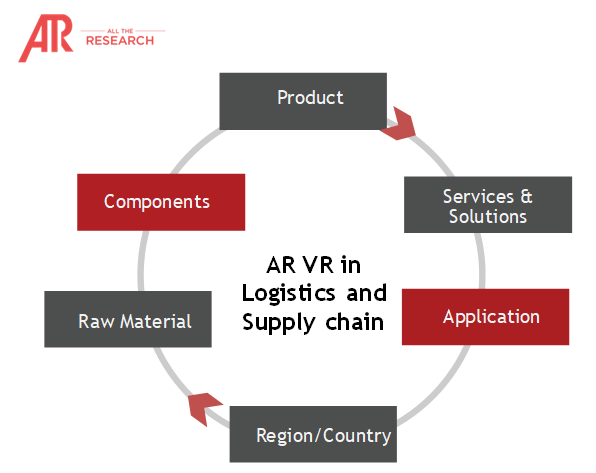 ATR
ALL THE
RESEARCH
Product
Components
Services &
Solutions
AR VR in
Logistics and
Supply chain
Raw Material
Application
Region/Country